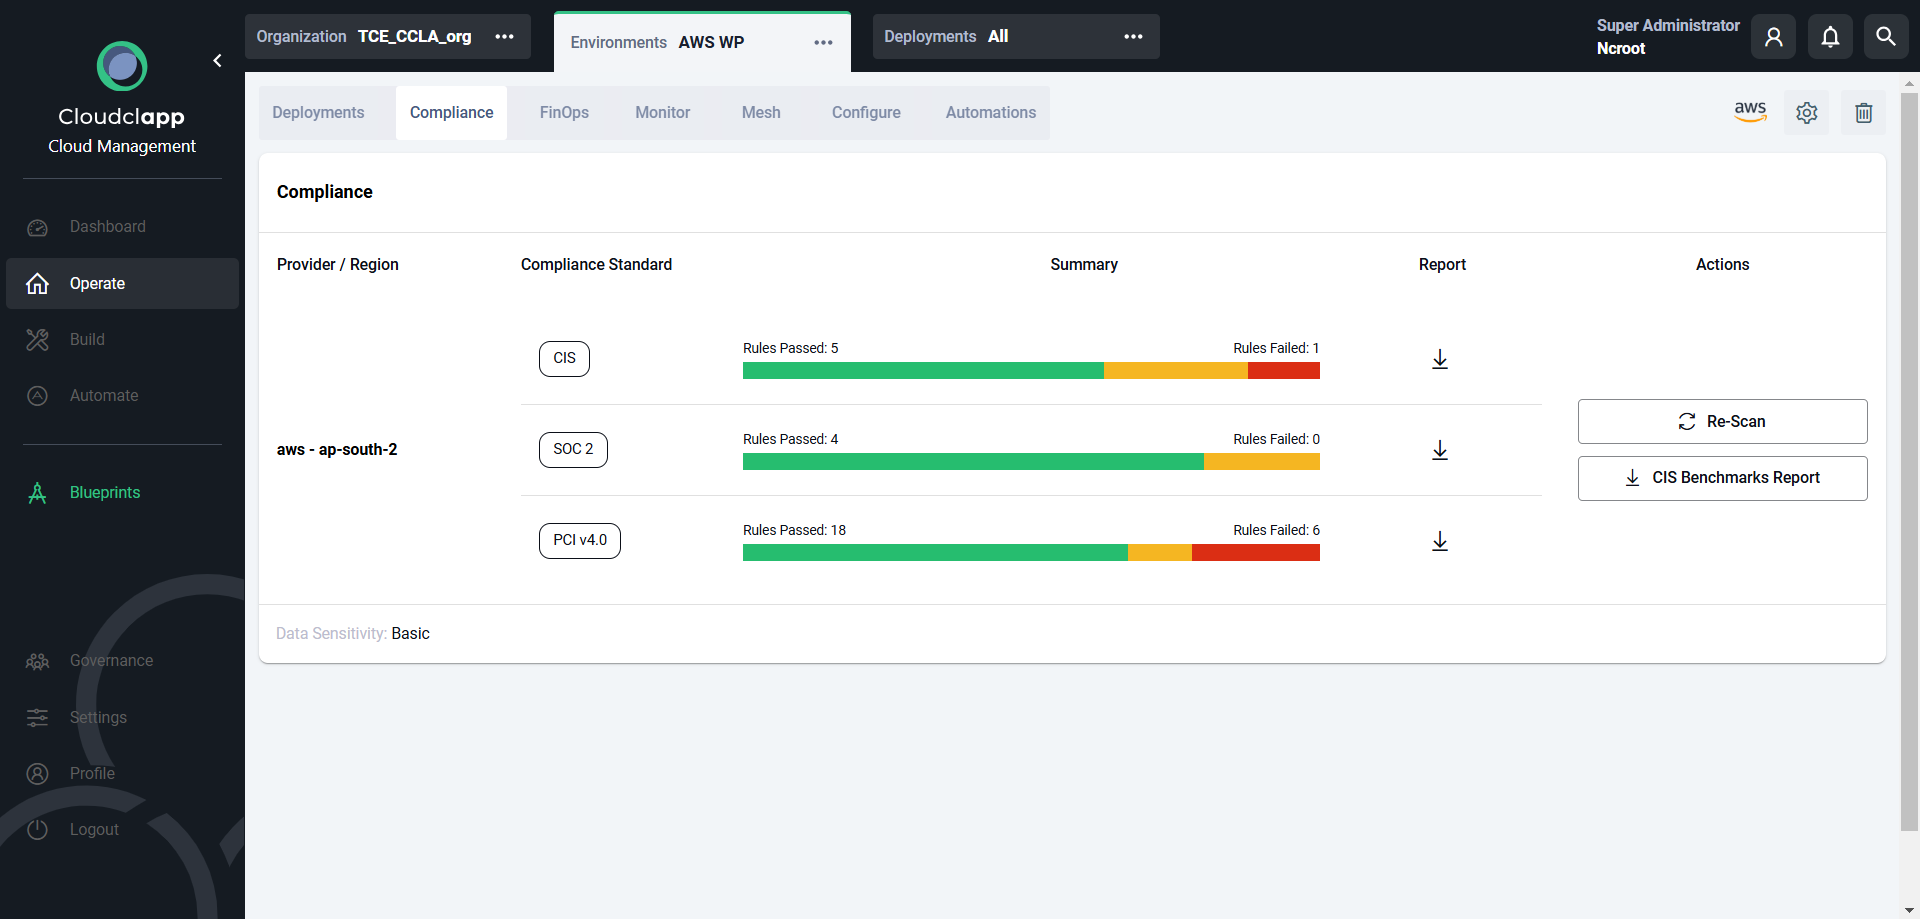 Cloudclapp
Cloud Management
Dashboard
Operate
Build
Automate
Blueprints
Governance
Settings
Profile
Logout
Organization TCE_CCLA_org
Environments AWS WP
Deployments All
Super Administrator
Ncroot
Deployments Compliance FinOps Monitor Mesh Configure Automations
aws
Compliance
Provider / Region Compliance Standard Summary Report Actions
aws - ap-south-2
CIS
Rules Passed: 5 Rules Failed: 1
SOC 2
Rules Passed: 4 Rules Failed: 0
PCI v4.0
Rules Passed: 18 Rules Failed: 6
Re-Scan
CIS Benchmarks Report
Data Sensitivity: Basic